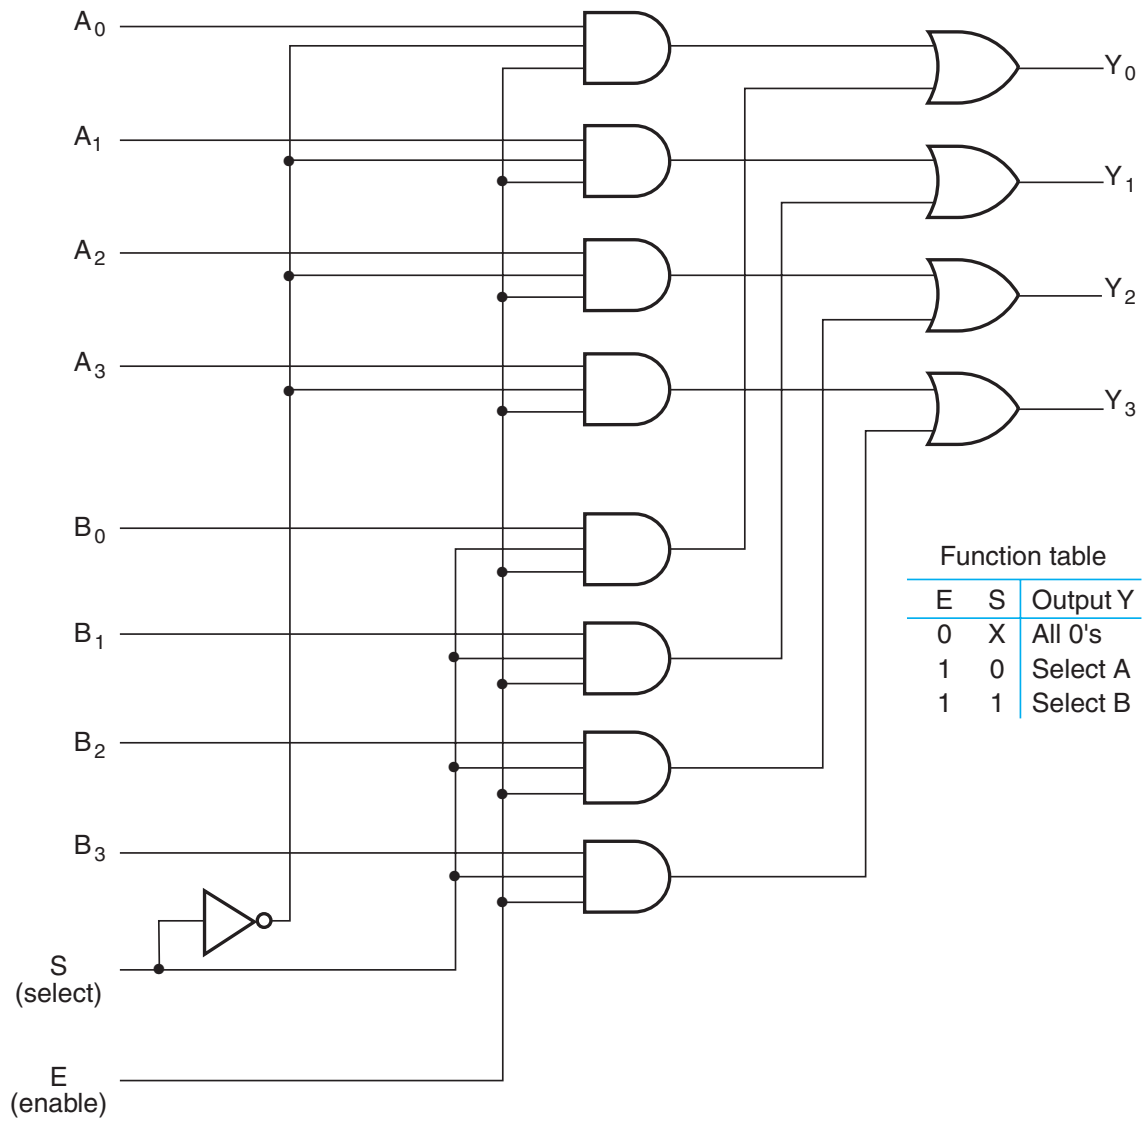 A0
Y0
A1
Y1
A2
Y2
A3
Y3
B0
Function table
E S Output Y
0 X All 0's
1 0 Select A
1 1 Select B
B1
B2
B3
S
(select)
E
(enable)